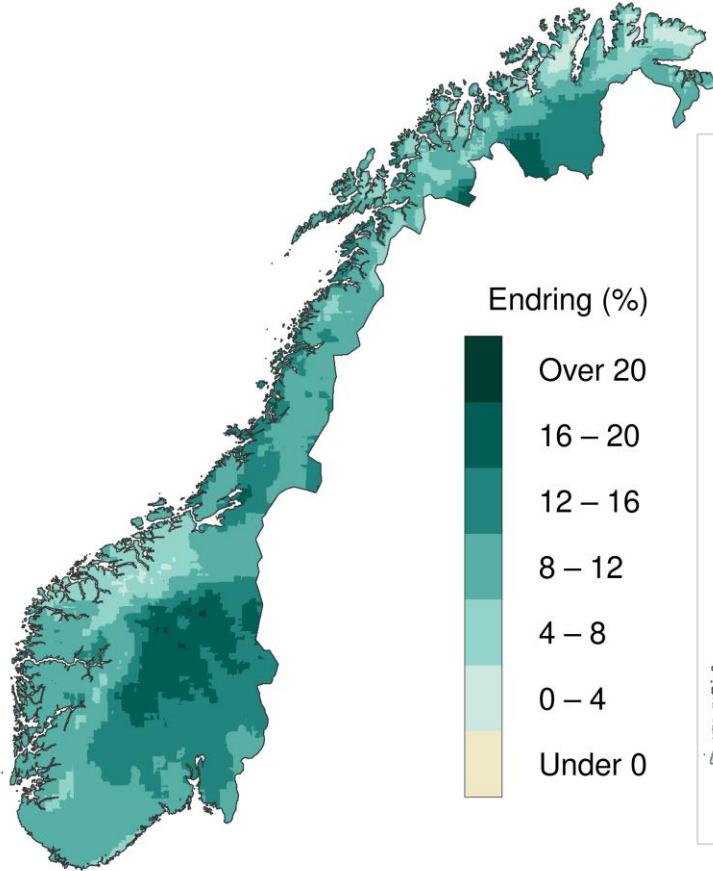 Endring (%)
Over 20
16 – 20
12 – 16
8 – 12
4 – 8
0 – 4
Under 0